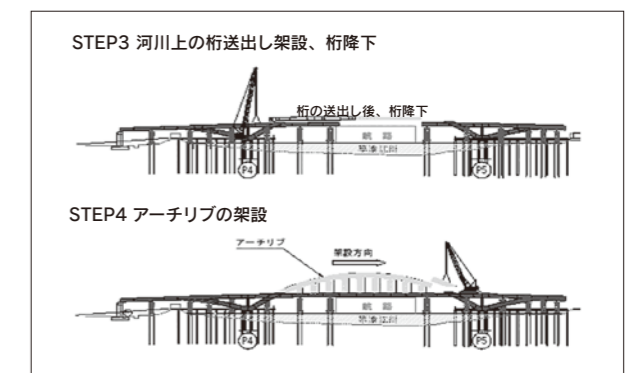 STEP3 河川上の桁送出し架設、桁降下
桁の送出し後、桁降下
航路
P4
P5
STEP4 アーチリブの架設
アーチリブ
架設方向
航路
P4
P5